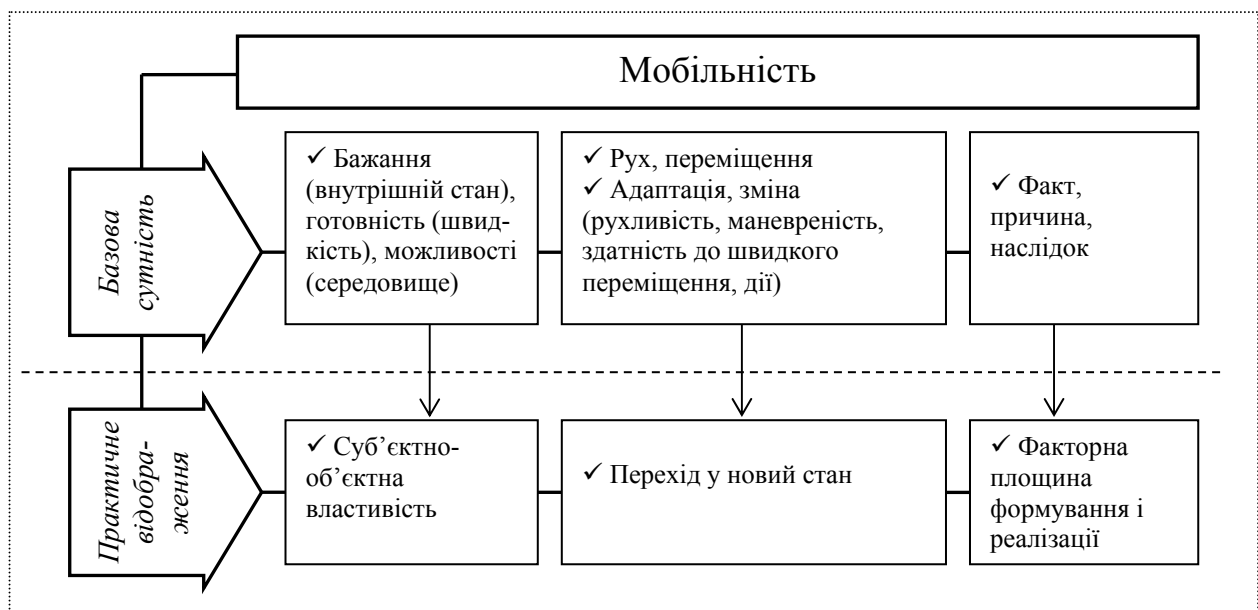 Мобільність
Базова
сутність
✓ Бажання
(внутрішній стан),
готовність (швид-
кість), можливості
(середовище)
✓ Рух, переміщення
✓ Адаптація, зміна
(рухливість, маневреність,
здатність до швидкого
переміщення, дії)
✓ Факт,
причина,
наслідок
Практичне
відобра-
ження
✓ Суб’єктно-
об’єктна
властивість
✓ Перехід у новий стан
✓ Факторна
площина
формування і
реалізації